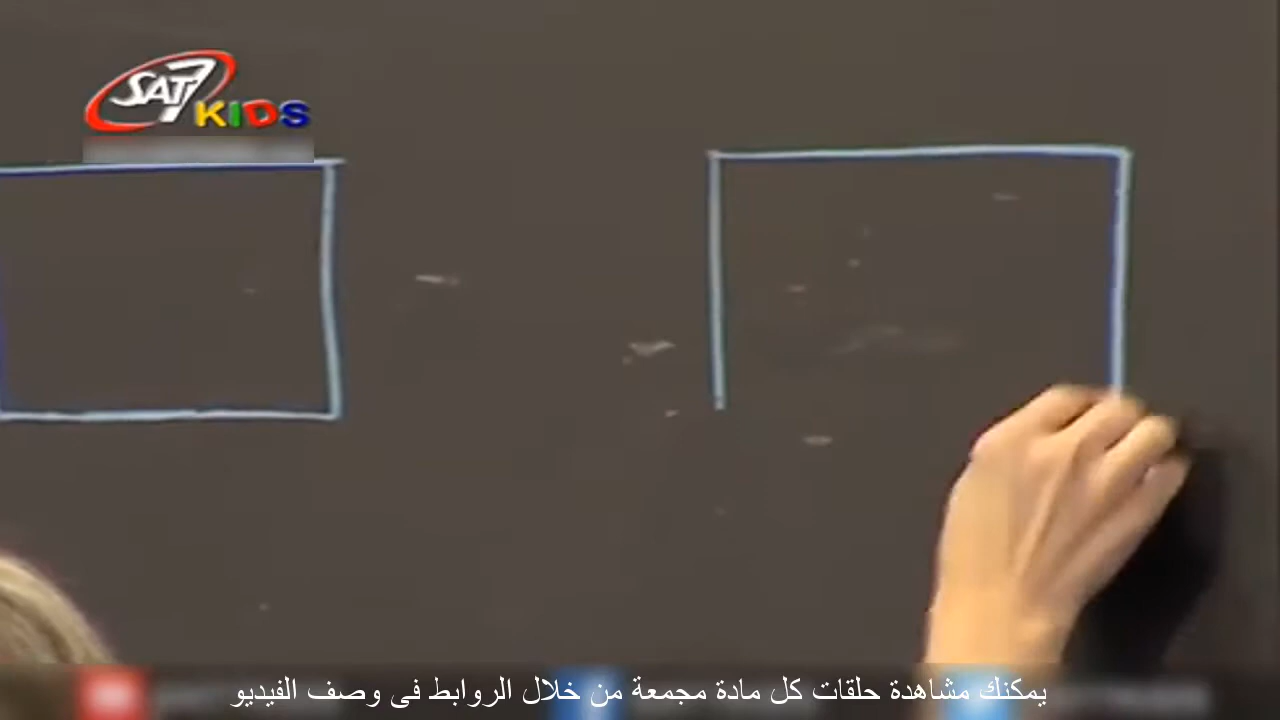 SAT7
KIDS
يمكنك مشاهدة حلقات كل مادة مجمعة من خلال الروابط فى وصف الفيديو